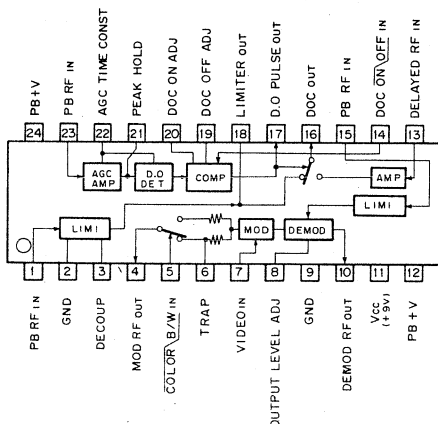 PB+V
PB RF IN
AGC TIME CONST
PEAK HOLD
DOC ON ADJ
DOC OFF ADJ
LIMITER OUT
D.O PULSE OUT
DOC OUT
PB RF IN
DOC ON/OFF IN
DELAYED RF IN
24 23 22 21 20 19 18 17 16 15 14 13
AGC AMP
D.O DET
COMP
AMP
LIMI
LIMI
MOD
DEMOD
1 2 3 4 5 6 7 8 9 10 11 12
PB RF IN
GND
DECOUP
MOD RF OUT
COLOR/B/W IN
TRAP
VIDEO IN
OUTPUT LEVEL ADJ
GND
DEMOD RF OUT
VCC (+9V)
PB+V